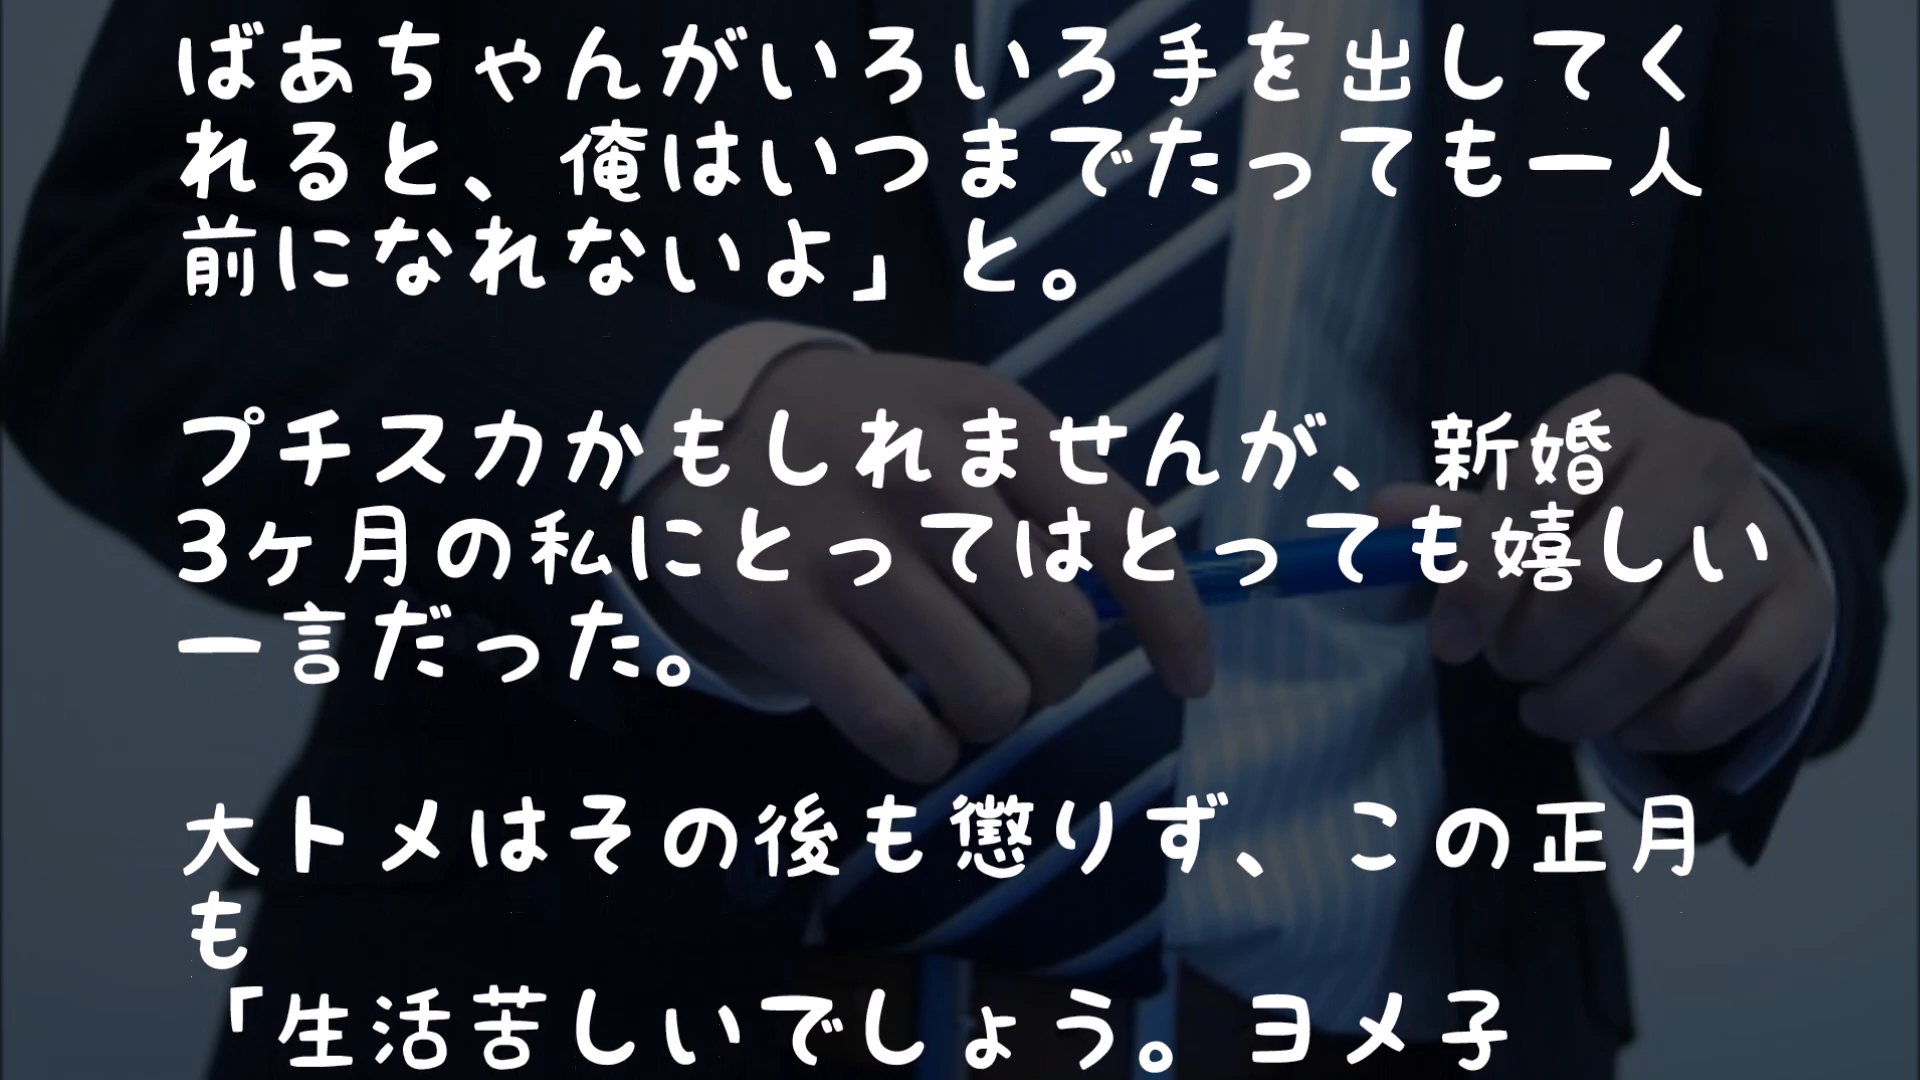 ばあちゃんがいろいろ手を出してく
れると、俺はいつまでたっても一人
前になれないよ」と。
プチスカかもしれませんが、新婚
3ヶ月の私にとってはとっても嬉しい
一言だった。
大トメはその後も懲りず、この正月
も
「生活苦しいでしょう。ヨメ子